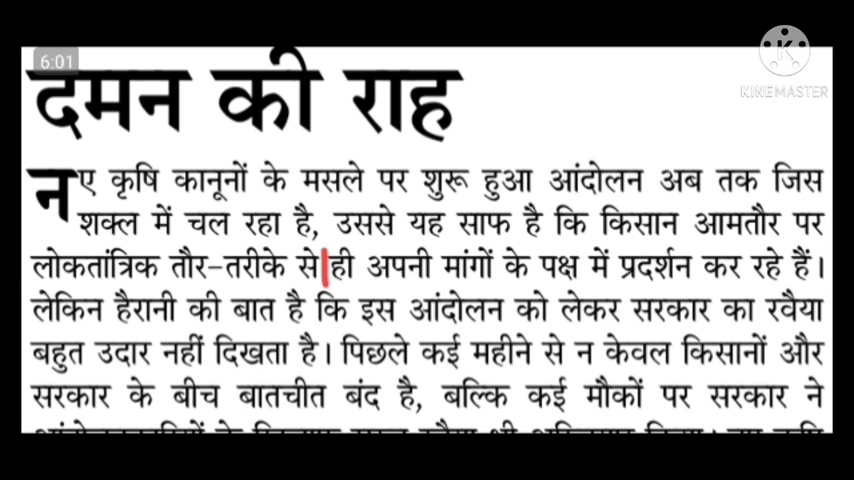 6:01
KINEMASTER
दमन की राह
नए कृषि कानूनों के मसले पर शुरू हुआ आंदोलन अब तक जिस
शक्ल में चल रहा है, उससे यह साफ है कि किसान आमतौर पर
लोकतांत्रिक तौर-तरीके से ही अपनी मांगों के पक्ष में प्रदर्शन कर रहे हैं।
लेकिन हैरानी की बात है कि इस आंदोलन को लेकर सरकार का रवैया
बहुत उदार नहीं दिखता है। पिछले कई महीने से न केवल किसानों और
सरकार के बीच बातचीत बंद है, बल्कि कई मौकों पर सरकार ने